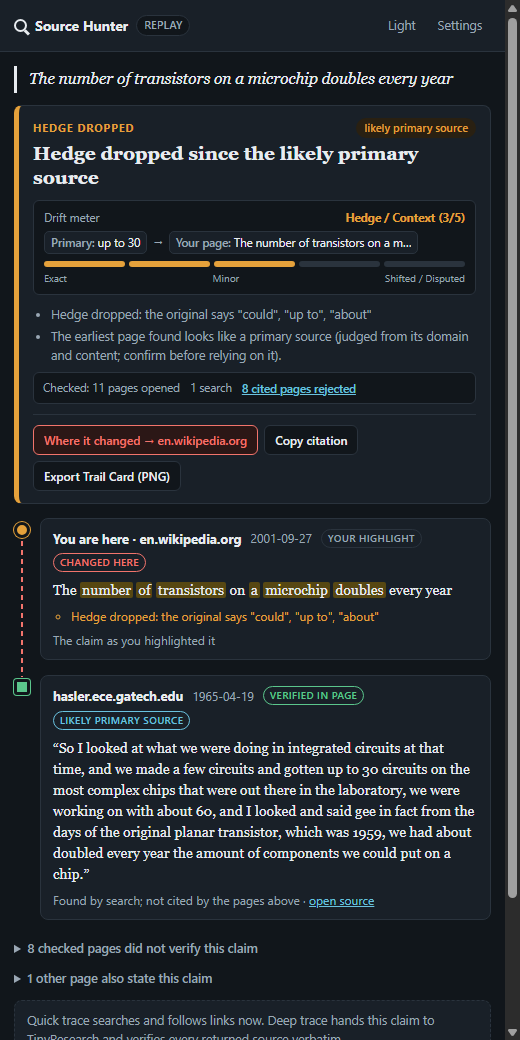 Source Hunter REPLAY Light Settings
The number of transistors on a microchip doubles every year
HEDGE DROPPED likely primary source
Hedge dropped since the likely primary
source
Drift meter Hedge / Context (3/5)
Primary: up to 30 → Your page: The number of transistors on a m...
Exact Minor Shifted / Disputed
• Hedge dropped: the original says "could", "up to", "about"
• The earliest page found looks like a primary source (judged from its domain
and content; confirm before relying on it).
Checked: 11 pages opened 1 search 8 cited pages rejected
Where it changed → en.wikipedia.org Copy citation
Export Trail Card (PNG)
You are here · en.wikipedia.org 2001-09-27 YOUR HIGHLIGHT
CHANGED HERE
The number of transistors on a microchip doubles every year
Hedge dropped: the original says "could", "up to", "about"
The claim as you highlighted it
hasler.ece.gatech.edu 1965-04-19 VERIFIED IN PAGE
LIKELY PRIMARY SOURCE
“So I looked at what we were doing in integrated circuits at that
time, and we made a few circuits and gotten up to 30 circuits on the
most complex chips that were out there in the laboratory, we were
working on with about 60, and I looked and said gee in fact from the
days of the original planar transistor, which was 1959, we had about
doubled every year the amount of components we could put on a
chip.”
Found by search; not cited by the pages above · open source
8 checked pages did not verify this claim
1 other page also state this claim
Quick trace searches and follows links now. Deep trace hands this claim to
TinyResearch and verifies every returned source verbatim.